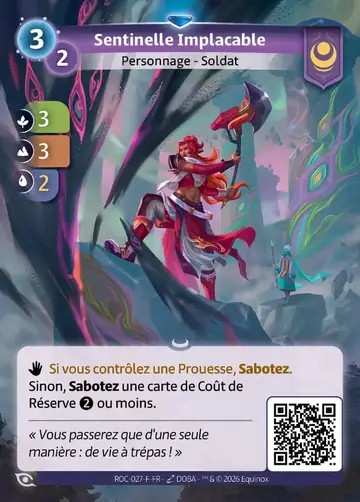 3
Sentinelle Implacable
2
Personnage - Soldat
3
3
2
Si vous contrôlez une Prouesse, Sabotez.
Sinon, Sabotez une carte de Coût de
Réserve 2 ou moins.
« Vous passerez que d'une seule
manière : de vie à trépas ! »
ROC-027-F-FR - DOBA - ™ & © 2026 Equinox